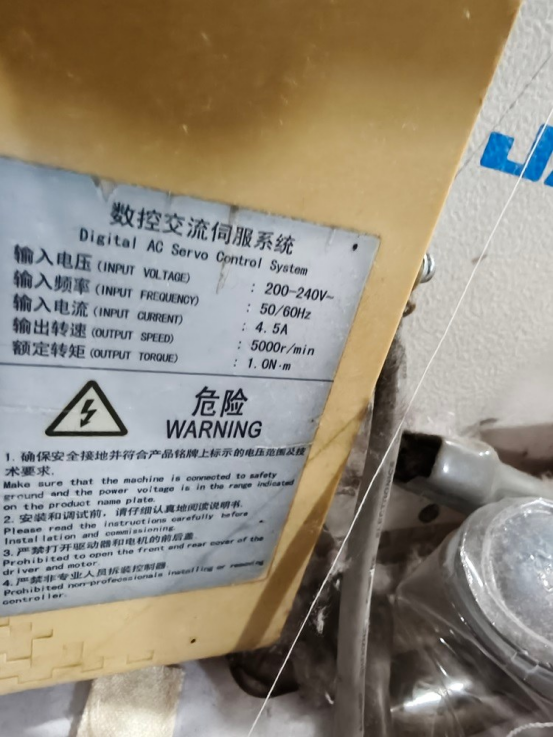 数控交流伺服系统
Digital AC Servo Control System
输入电压(INPUT VOLTAGE) : 200-240V~
输入频率(INPUT FREQUENCY) : 50/60Hz
输入电流(INPUT CURRENT) : 4.5A
输出转速(OUTPUT SPEED) : 5000r/min
额定转矩(OUTPUT TORQUE) : 1.0N·m
危险
WARNING
1. 确保安全接地并符合产品铭牌上标示的电压范围及技
术要求.
Make sure that the machine is connected to safety
ground and the power voltage is in the range indicated
on the product name plate.
2. 安装和调试前, 请仔细认真地阅读说明书.
Please read the instructions carefully before
Installation and commissioning.
3. 严禁打开驱动器和电机的前后盖
Prohibited to open the front and rear cover of the
driver and motor.
4. 严禁非专业人员拆装控制器
Prohibited non-professionals installing or removing
controller.